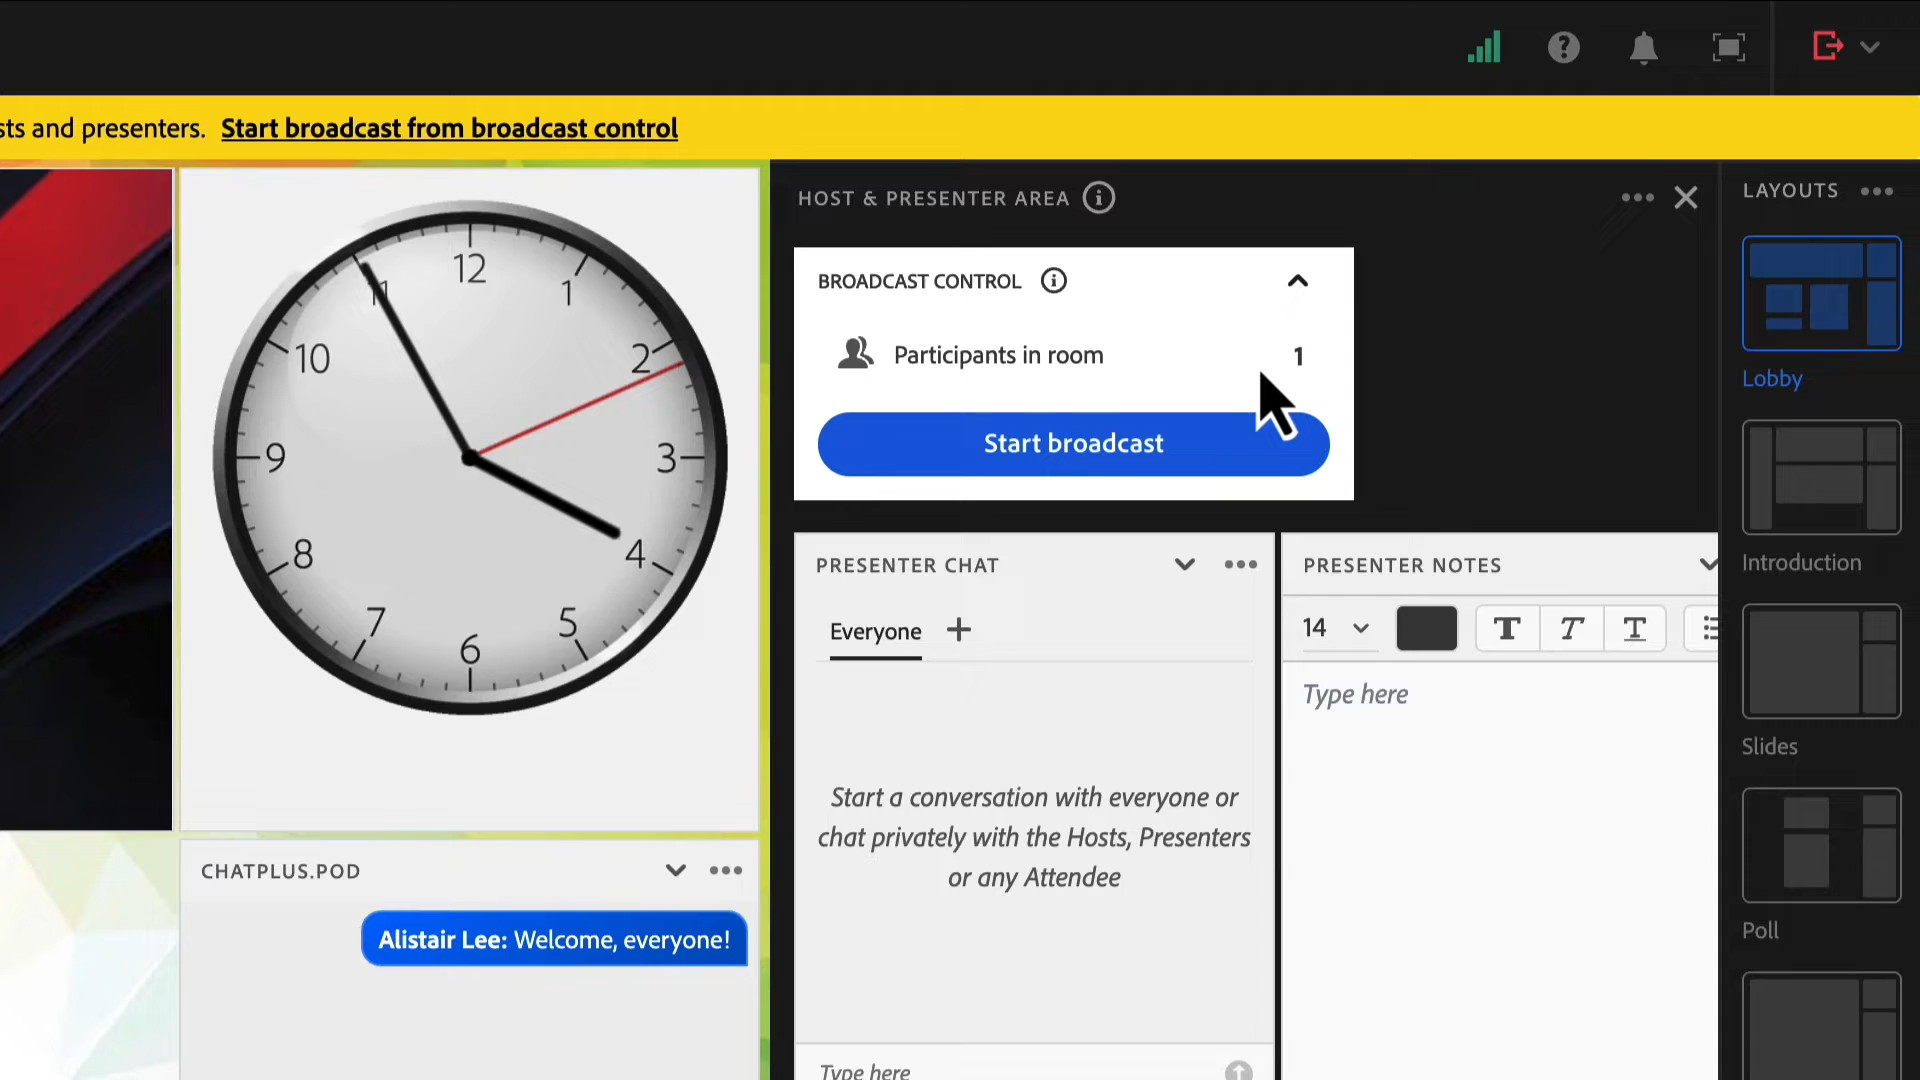 sts and presenters. Start broadcast from broadcast control
HOST & PRESENTER AREA
LAYOUTS
BROADCAST CONTROL
Participants in room 1
Start broadcast
12
1
2
3
4
5
6
7
8
9
10
11
Lobby
Introduction
Slides
Poll
PRESENTER CHAT
Everyone
Start a conversation with everyone or
chat privately with the Hosts, Presenters
or any Attendee
Type here
PRESENTER NOTES
14 T T T
Type here
CHATPLUS.POD
Alistair Lee: Welcome, everyone!